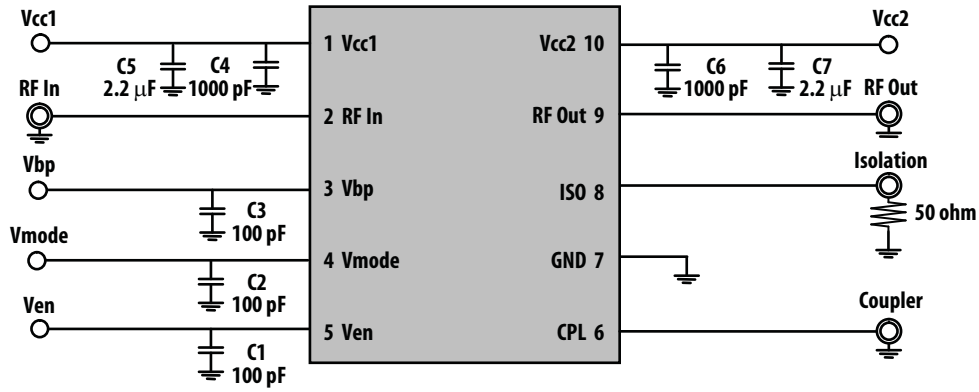 Vcc1
C5
2.2 μF
C4
1000 pF
RF In
Vbp
C3
100 pF
Vmode
C2
100 pF
Ven
C1
100 pF
1 Vcc1
2 RF In
3 Vbp
4 Vmode
5 Ven
Vcc2 10
RF Out 9
ISO 8
GND 7
CPL 6
Vcc2
C6
1000 pF
C7
2.2 μF
RF Out
Isolation
50 ohm
Coupler